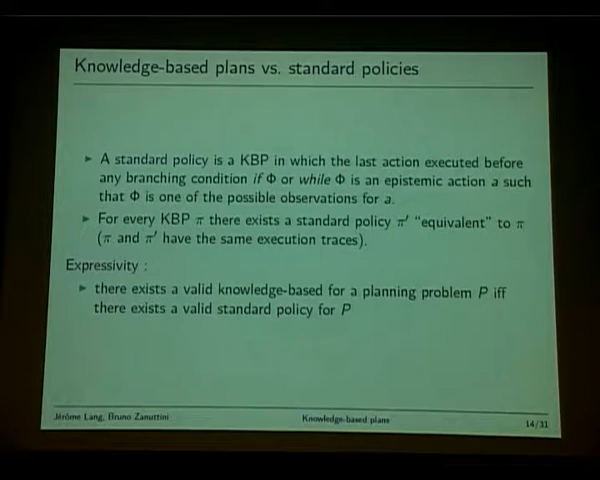 Knowledge-based plans vs. standard policies
► A standard policy is a KBP in which the last action executed before
any branching condition if Φ or while Φ is an epistemic action a such
that Φ is one of the possible observations for a.
► For every KBP π there exists a standard policy π′ "equivalent" to π
(π and π′ have the same execution traces).
Expressivity :
► there exists a valid knowledge-based for a planning problem P iff
there exists a valid standard policy for P
Jérôme Lang, Bruno Zanuttini
Knowledge-based plans
14/31